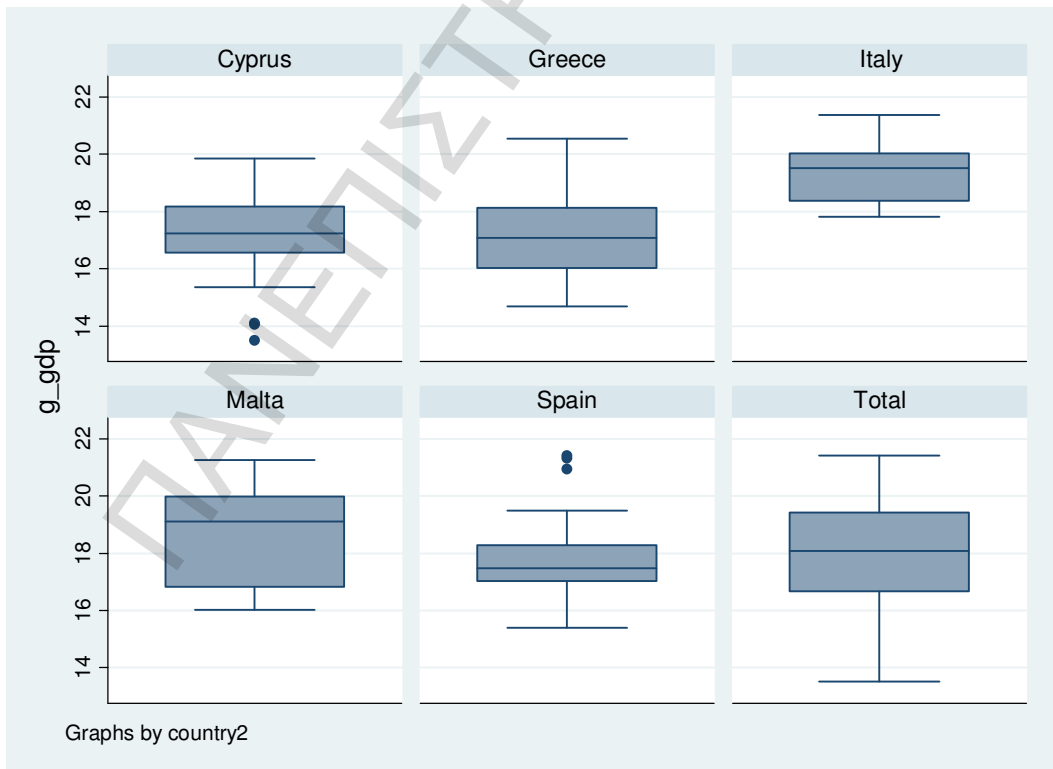 Cyprus
Greece
Italy
22
20
18
16
14
g_gdp
Malta
Spain
Total
22
20
18
16
14
Graphs by country2
ΠΑΝΕΠΙΣΤΡ